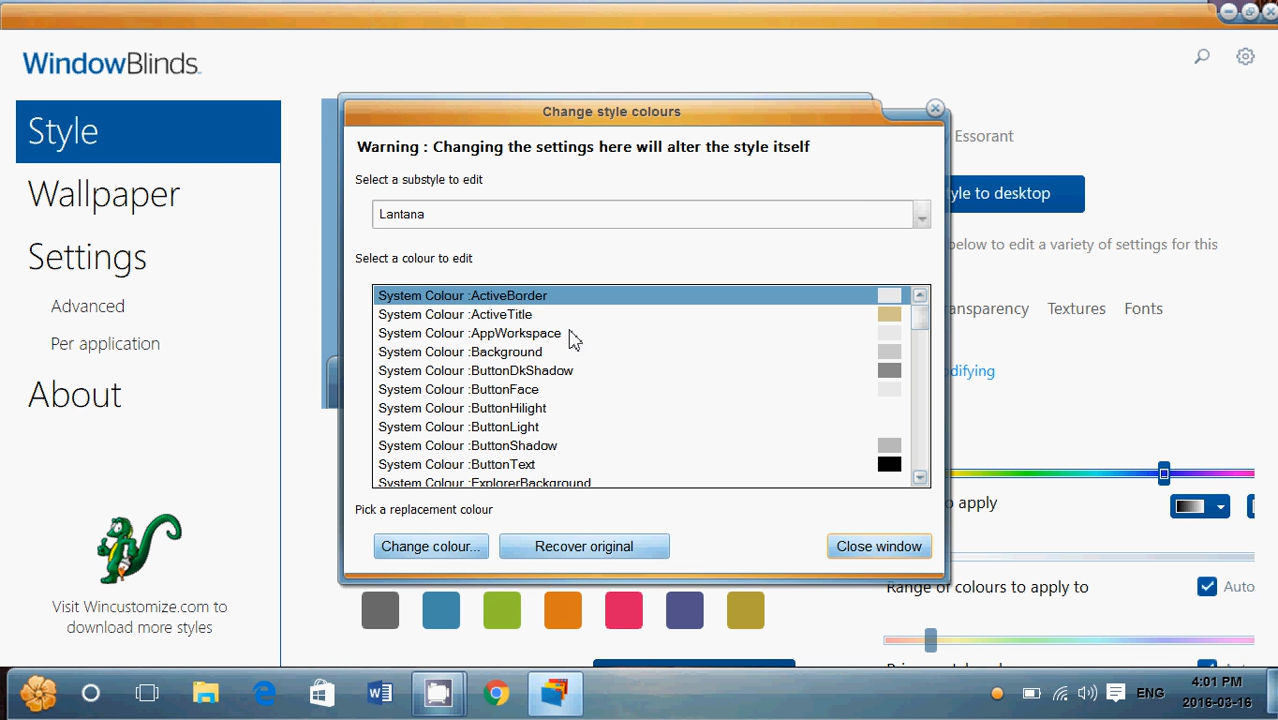 WindowBlinds
Style
Wallpaper
Settings
Advanced
Per application
About
Visit Wincustomize.com to
download more styles
Change style colours
Warning : Changing the settings here will alter the style itself
Select a substyle to edit
Lantana
Select a colour to edit
System Colour :ActiveBorder
System Colour :ActiveTitle
System Colour :AppWorkspace
System Colour :Background
System Colour :ButtonDkShadow
System Colour :ButtonFace
System Colour :ButtonHilight
System Colour :ButtonLight
System Colour :ButtonShadow
System Colour :ButtonText
System Colour :ExplorerBackground
Pick a replacement colour
Change colour...
Recover original
Close window
Essorant
yle to desktop
below to edit a variety of settings for this
nsparency Textures Fonts
difying
o apply
Range of colours to apply to
Auto
ENG
4:01 PM
2016-03-16